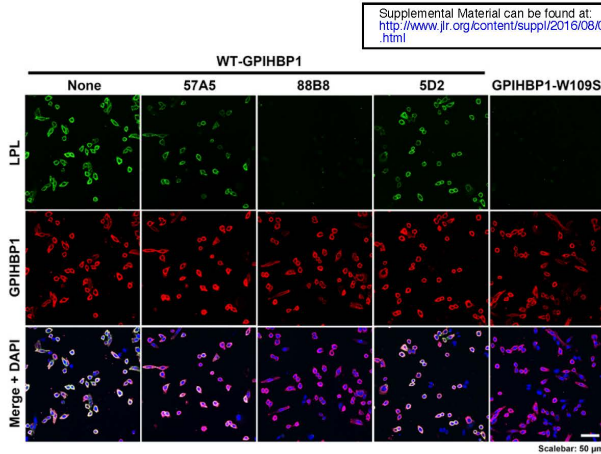 Supplemental Material can be found at:
http://www.jlr.org/content/suppl/2016/08/0
.html
WT-GPIHBP1
None 57A5 88B8 5D2 GPIHBP1-W109S
LPL
GPIHBP1
Merge + DAPI
Scalebar: 50 µm